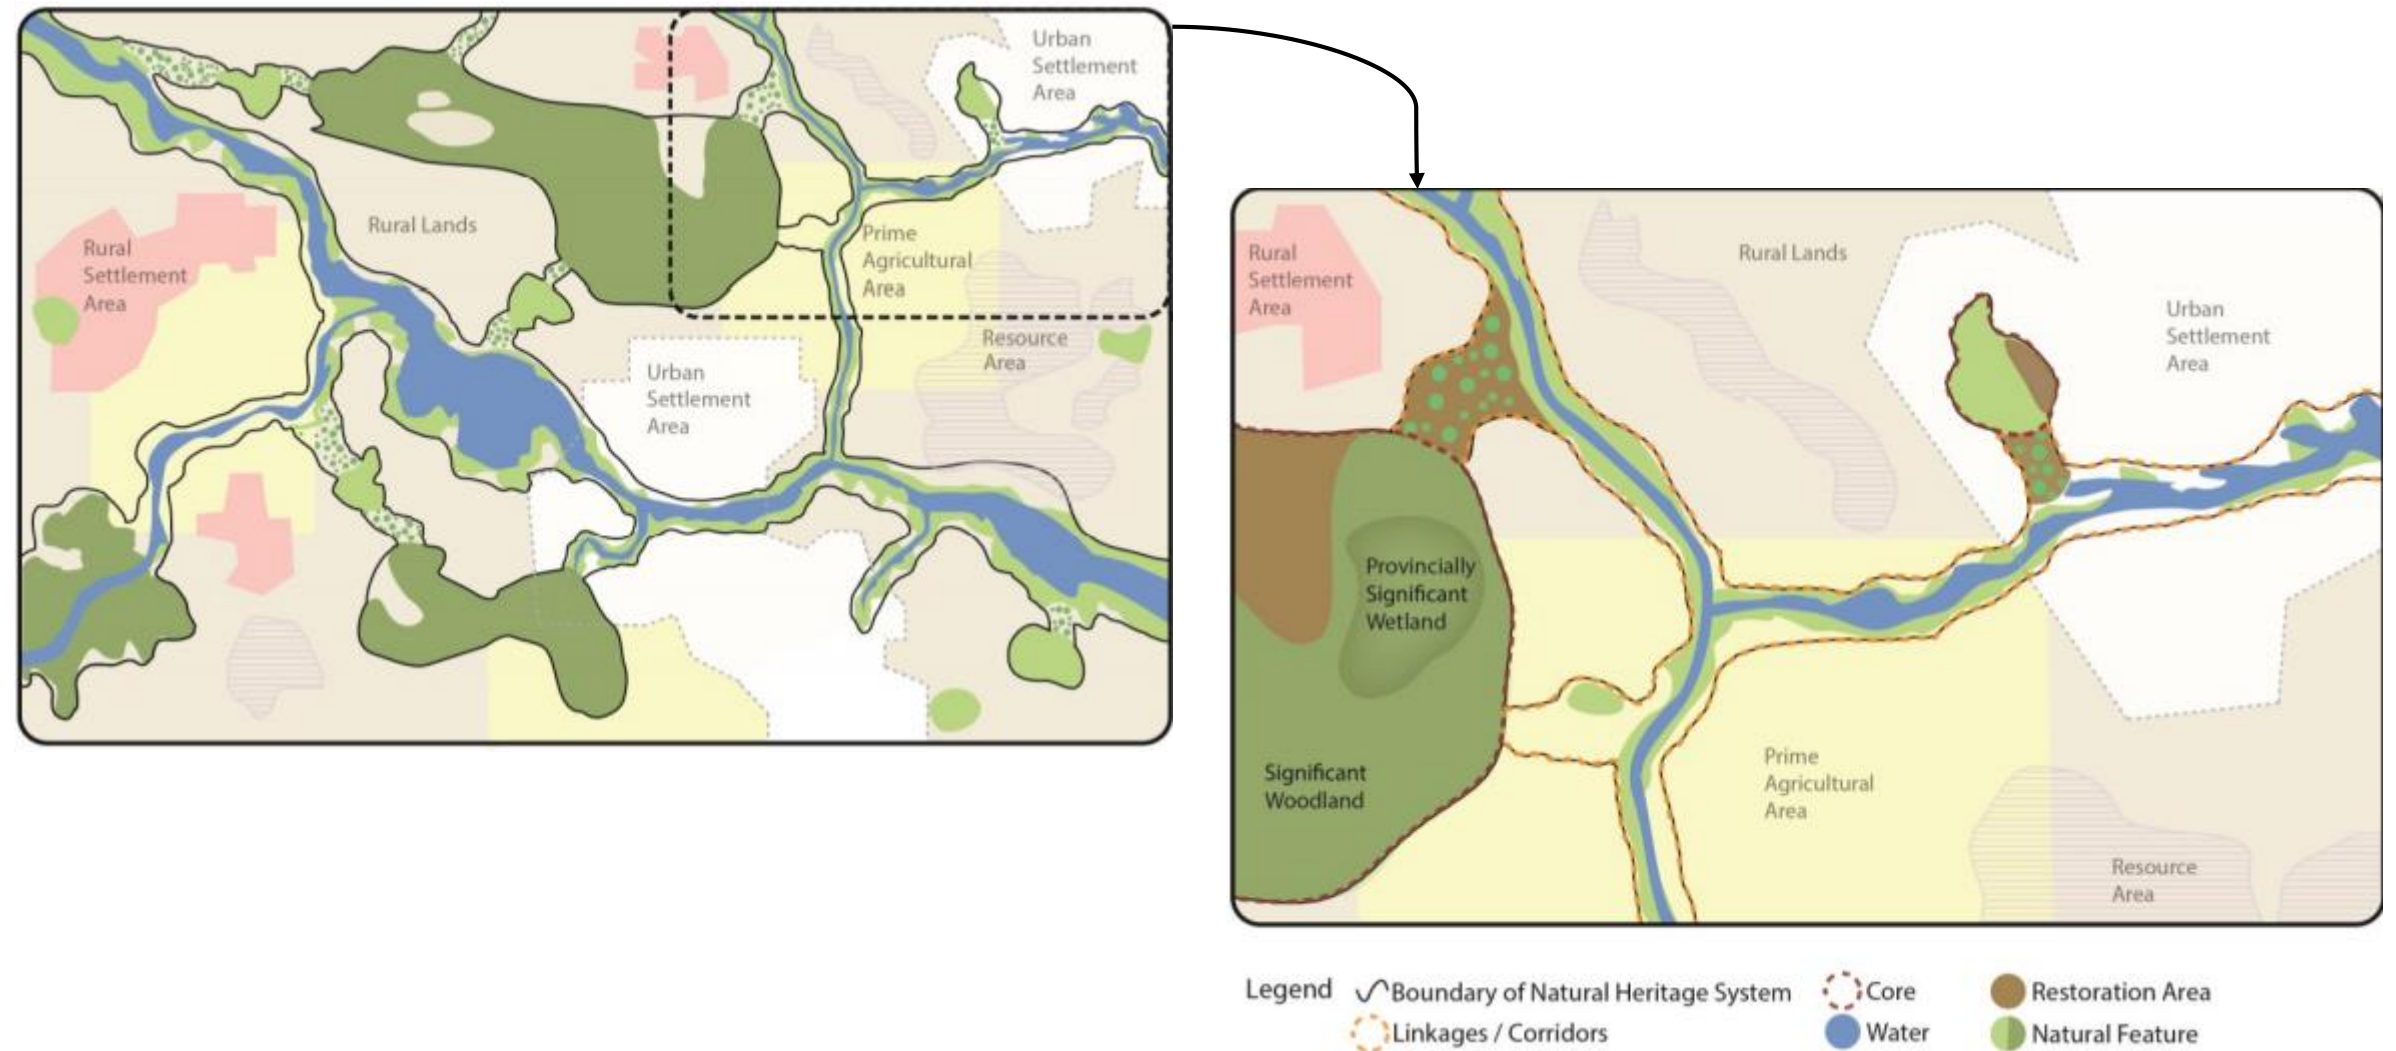 Urban
Settlement
Area
Rural Lands
Rural
Settlement
Area
Prime
Agricultural
Area
Resource
Area
Urban
Settlement
Area
Rural
Settlement
Area
Rural Lands
Urban
Settlement
Area
Provincially
Significant
Wetland
Significant
Woodland
Prime
Agricultural
Area
Resource
Area
Legend
Boundary of Natural Heritage System
Core
Restoration Area
Linkages / Corridors
Water
Natural Feature